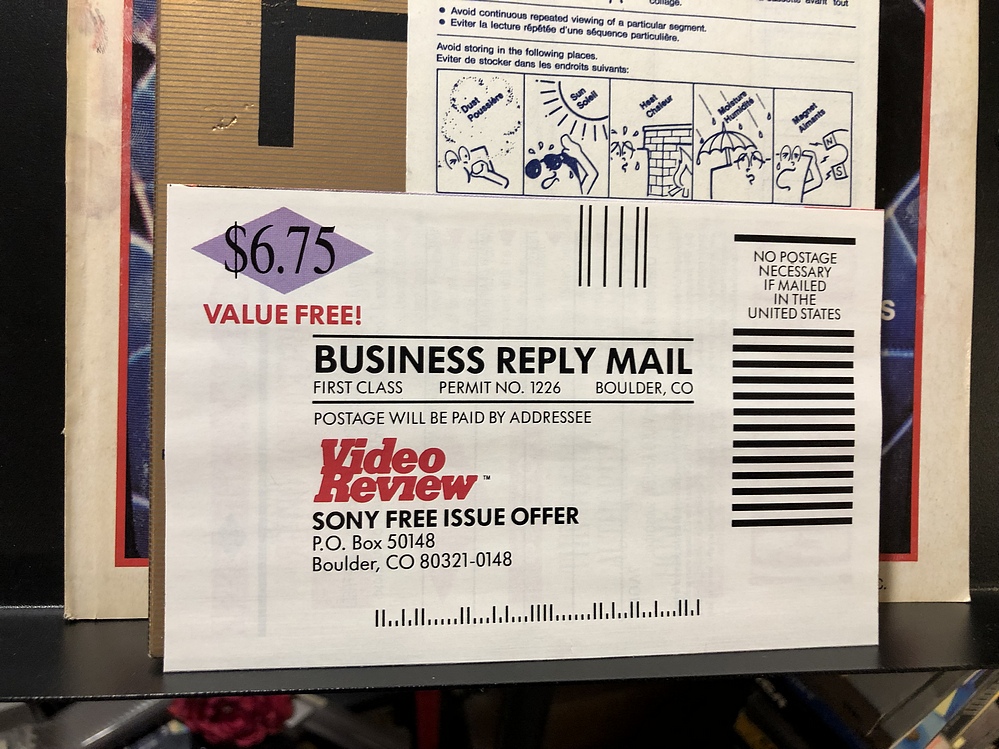 collage.
• Avoid continuous repeated viewing of a particular segment.
• Eviter la lecture répétée d'une séquence particulière.
Avoid storing in the following places.
Eviter de stocker dans les endroits suivants:
Dust
Poussière
Sun
Soleil
Heat
Chaleur
Moisture
Humidité
Magnet
Aimants
N
S
S
$6.75
VALUE FREE!
NO POSTAGE
NECESSARY
IF MAILED
IN THE
UNITED STATES
BUSINESS REPLY MAIL
FIRST CLASS PERMIT NO. 1226 BOULDER, CO
POSTAGE WILL BE PAID BY ADDRESSEE
Video
Review™
SONY FREE ISSUE OFFER
P.O. Box 50148
Boulder, CO 80321-0148